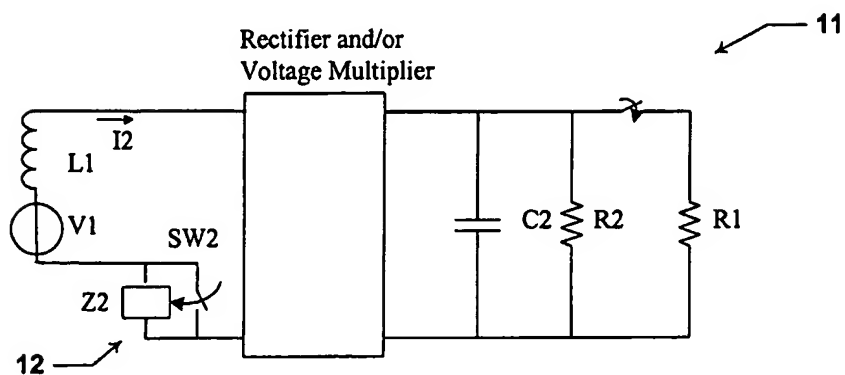 11
Rectifier and/or
Voltage Multiplier
I2
L1
V1
SW2
C2
R2
R1
Z2
12